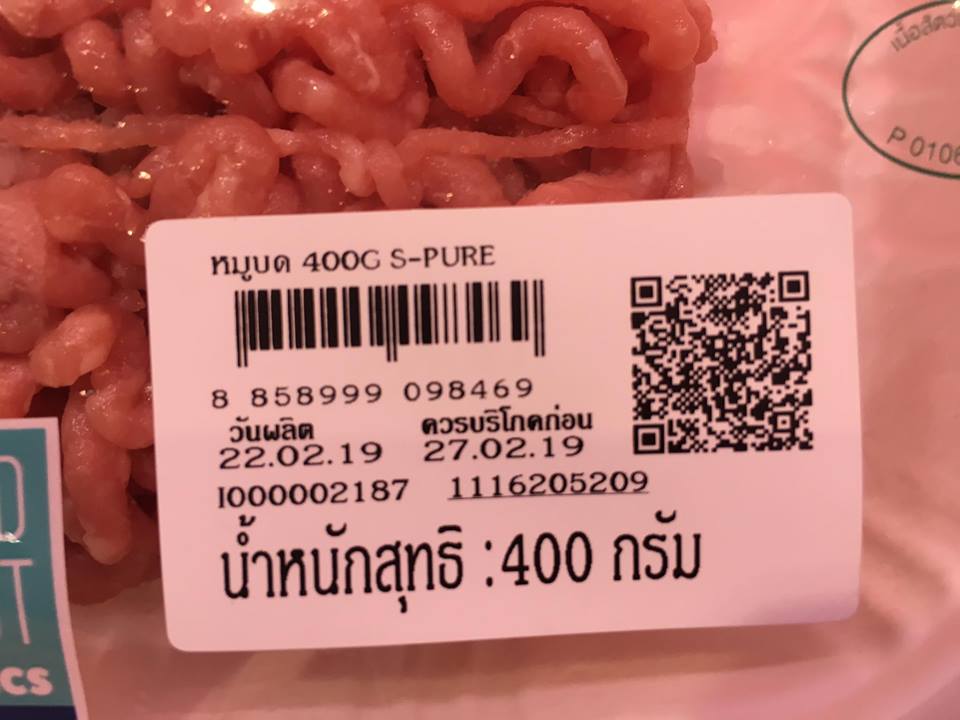 หมูบด 400G S-PURE
8 858999 098469
วันผลิต ควรบริโภคก่อน
22.02.19 27.02.19
I000002187 1116205209
น้ำหนักสุทธิ :400 กรัม
P 0106
CS